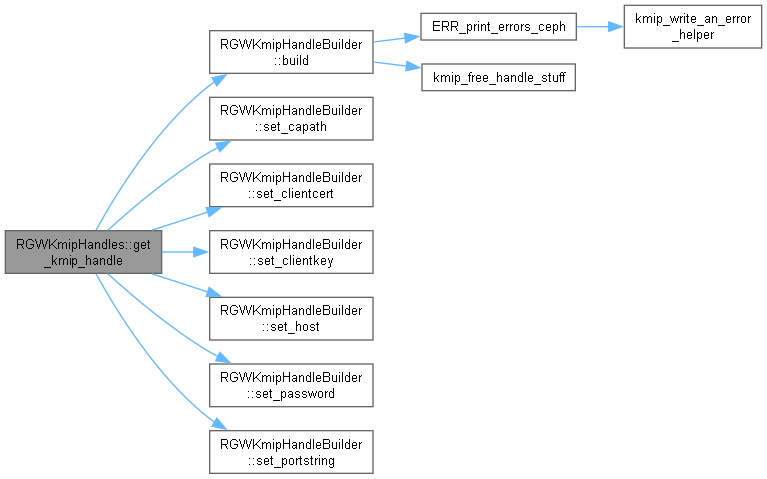 RGWKmipHandles::get
_kmip_handle
RGWKmipHandleBuilder
::build
ERR_print_errors_ceph
kmip_write_an_error
_helper
kmip_free_handle_stuff
RGWKmipHandleBuilder
::set_capath
RGWKmipHandleBuilder
::set_clientcert
RGWKmipHandleBuilder
::set_clientkey
RGWKmipHandleBuilder
::set_host
RGWKmipHandleBuilder
::set_password
RGWKmipHandleBuilder
::set_portstring